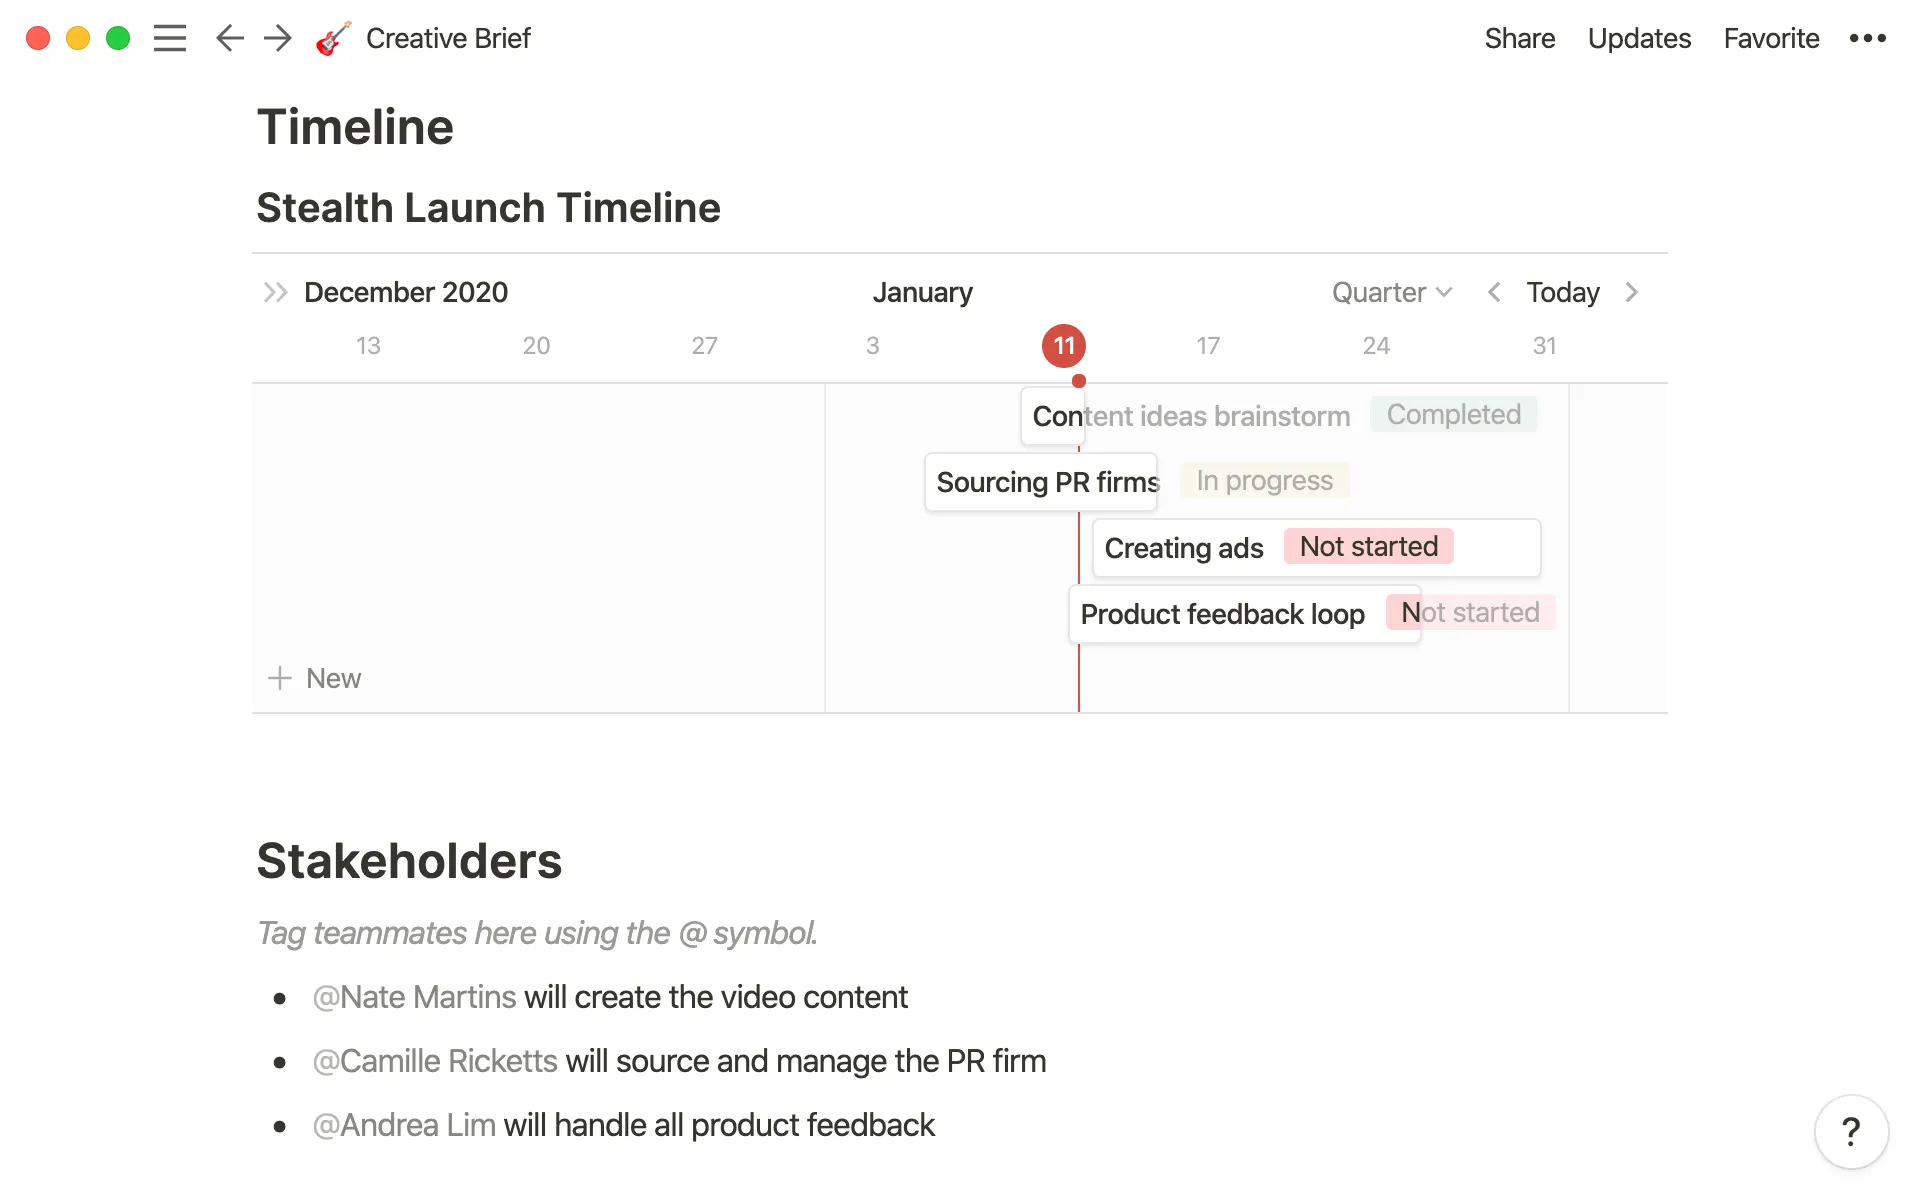 Creative Brief
Share Updates Favorite
Timeline
Stealth Launch Timeline
December 2020 January Quarter Today
13 20 27 3 11 17 24 31
Content ideas brainstorm Completed
Sourcing PR firms In progress
Creating ads Not started
Product feedback loop Not started
New
Stakeholders
Tag teammates here using the @ symbol.
@Nate Martins will create the video content
@Camille Ricketts will source and manage the PR firm
@Andrea Lim will handle all product feedback
?